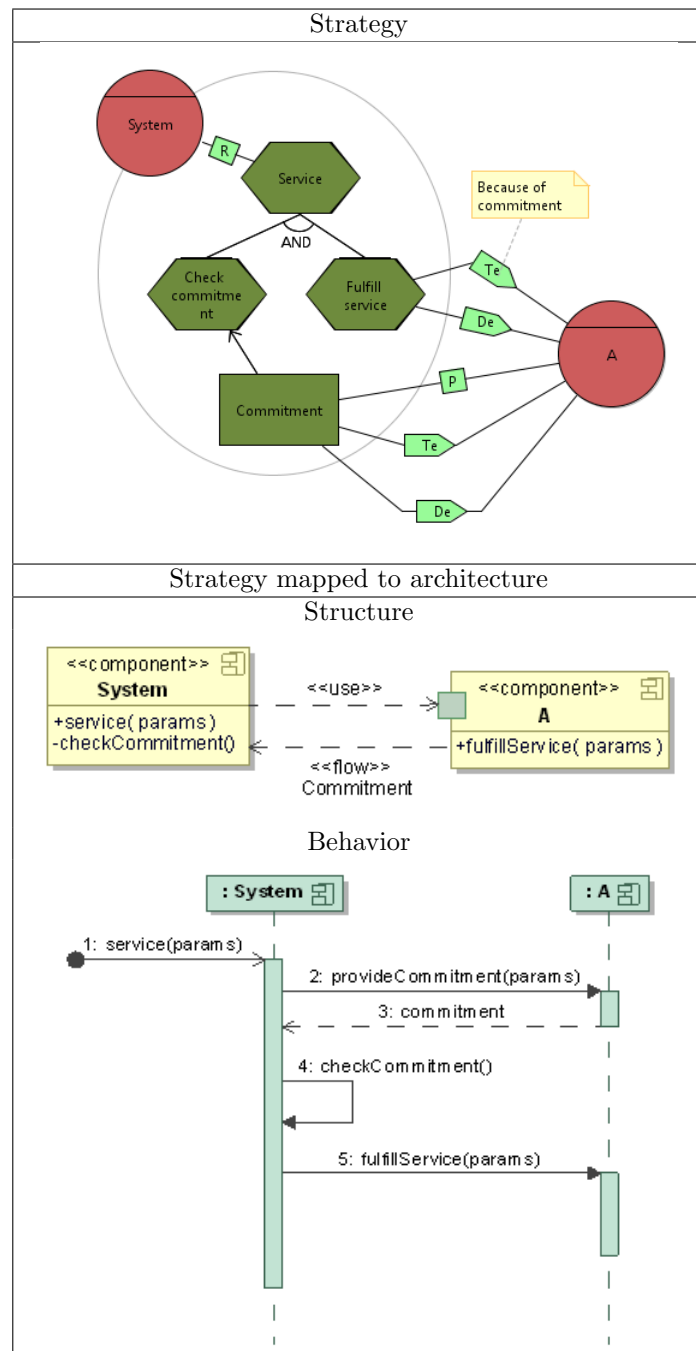 Strategy
System
R
Service
Because of
commitment
AND
Te
Check
commitme
nt
Fulfill
service
De
A
P
Commitment
Te
De
Strategy mapped to architecture
Structure
<<component>>
System
+service( params )
-checkCommitment()
<<use>>
<<component>>
A
+fulfillService( params )
<<flow>>
Commitment
Behavior
: System
: A
1: service(params)
2: provideCommitment(params)
3: commitment
4: checkCommitment()
5: fulfillService(params)